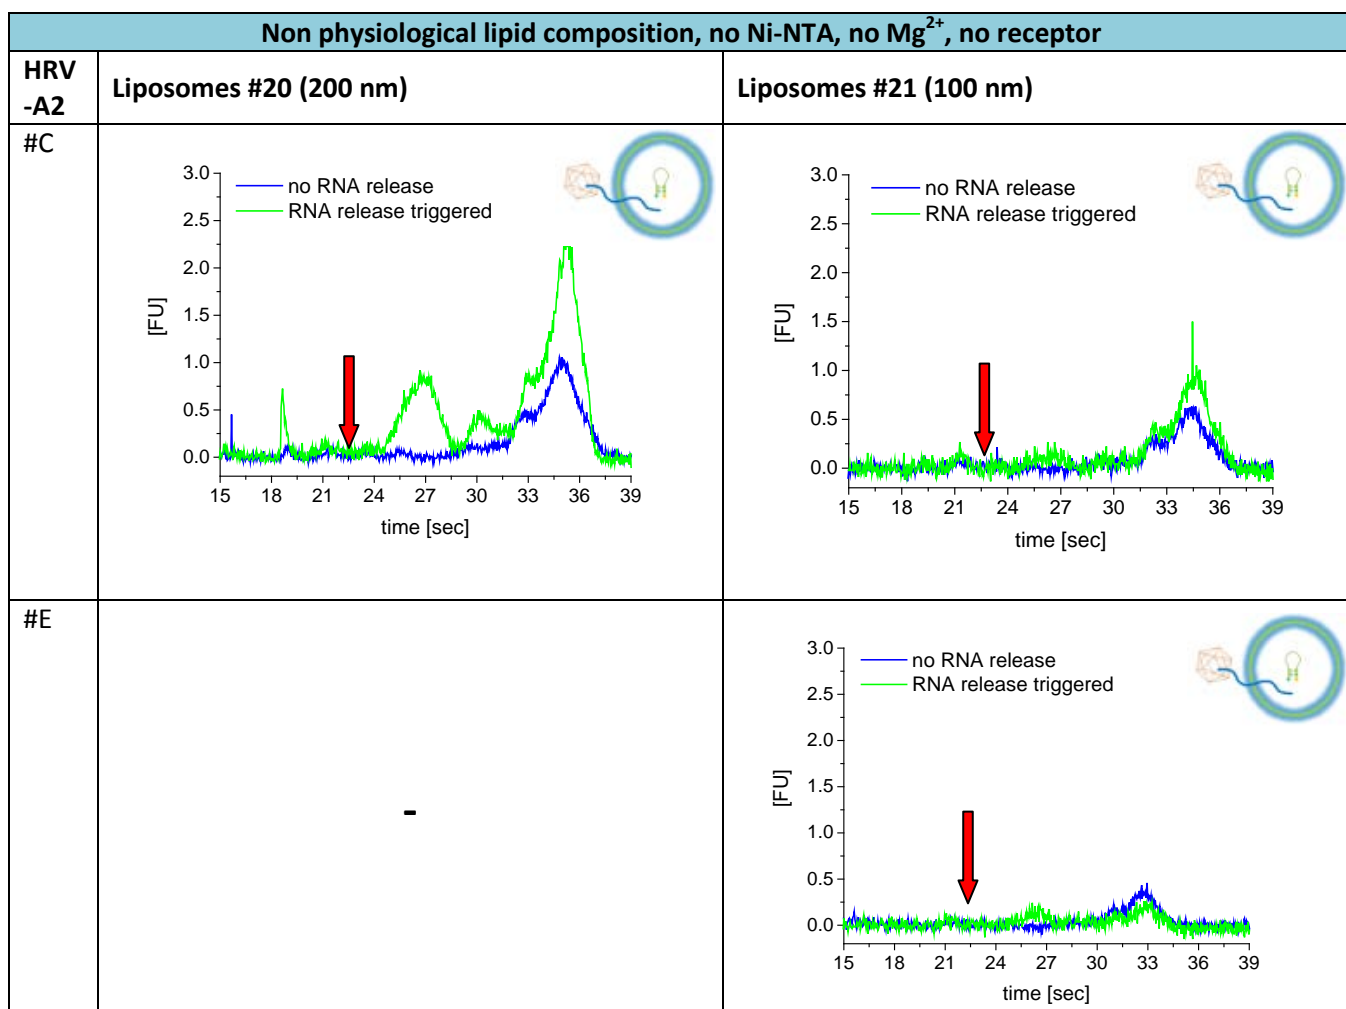 Non physiological lipid composition, no Ni-NTA, no Mg²⁺, no receptor
HRV
-A2
Liposomes #20 (200 nm)
Liposomes #21 (100 nm)
#C
3.0
2.5
2.0
1.5
1.0
0.5
0.0
[FU]
no RNA release
RNA release triggered
15 18 21 24 27 30 33 36 39
time [sec]
3.0
2.5
2.0
1.5
1.0
0.5
0.0
[FU]
no RNA release
RNA release triggered
15 18 21 24 27 30 33 36 39
time [sec]
#E
-
3.0
2.5
2.0
1.5
1.0
0.5
0.0
[FU]
no RNA release
RNA release triggered
15 18 21 24 27 30 33 36 39
time [sec]